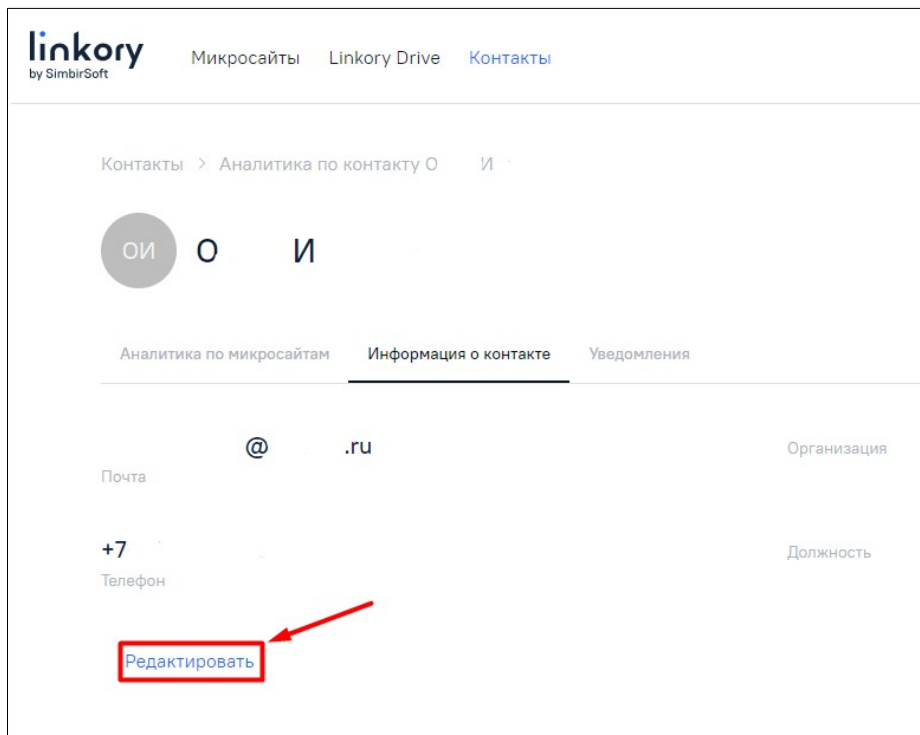 linkory
by SimbirSoft
Микросайты Linkory Drive Контакты
Контакты > Аналитика по контакту О И
ОИ О И
Аналитика по микросайтам Информация о контакте Уведомления
@ .ru
Организация
Почта
+7
Должность
Телефон
Редактировать